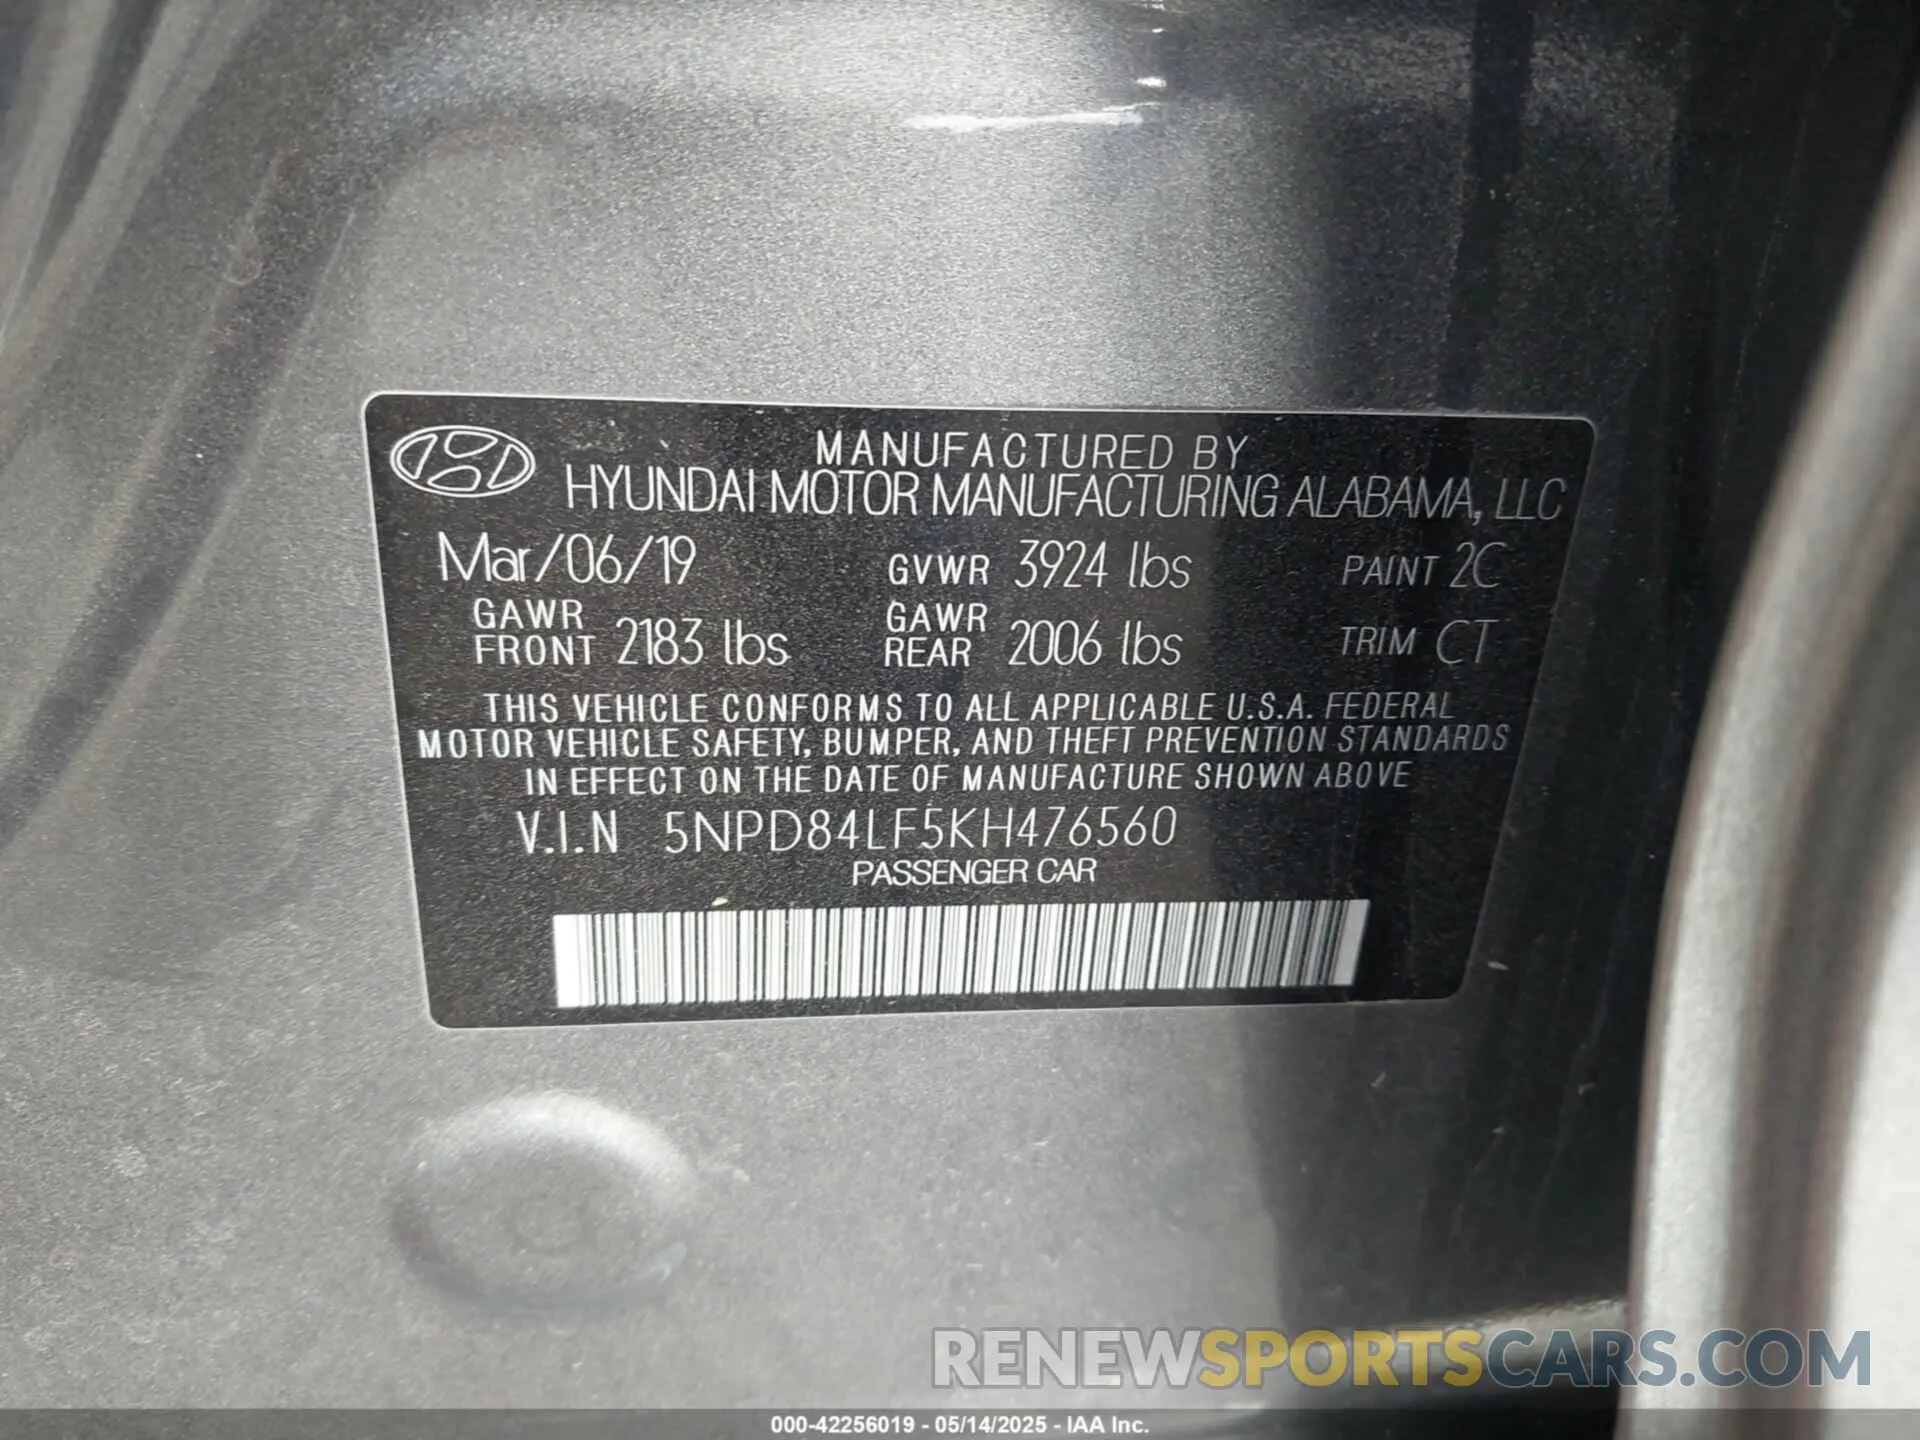 MANUFACTURED BY
HYUNDAI MOTOR MANUFACTURING ALABAMA, LLC
Mar/06/19 GVWR 3924 lbs PAINT 2C
GAWR FRONT 2183 lbs GAWR REAR 2006 lbs TRIM CT
THIS VEHICLE CONFORMS TO ALL APPLICABLE U.S.A. FEDERAL
MOTOR VEHICLE SAFETY, BUMPER, AND THEFT PREVENTION STANDARDS
IN EFFECT ON THE DATE OF MANUFACTURE SHOWN ABOVE
V.I.N 5NPD84LF5KH476560
PASSENGER CAR
RENEWSPORTSCARS.COM
000-42256019 - 05/14/2025 - IAA Inc.